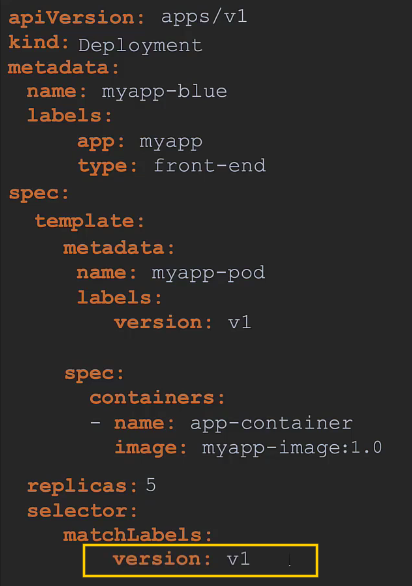 apiVersion: apps/v1
kind: Deployment
metadata:
name: myapp-blue
labels:
app: myapp
type: front-end
spec:
template:
metadata:
name: myapp-pod
labels:
version: v1
spec:
containers:
- name: app-container
image: myapp-image:1.0
replicas: 5
selector:
matchLabels:
version: v1